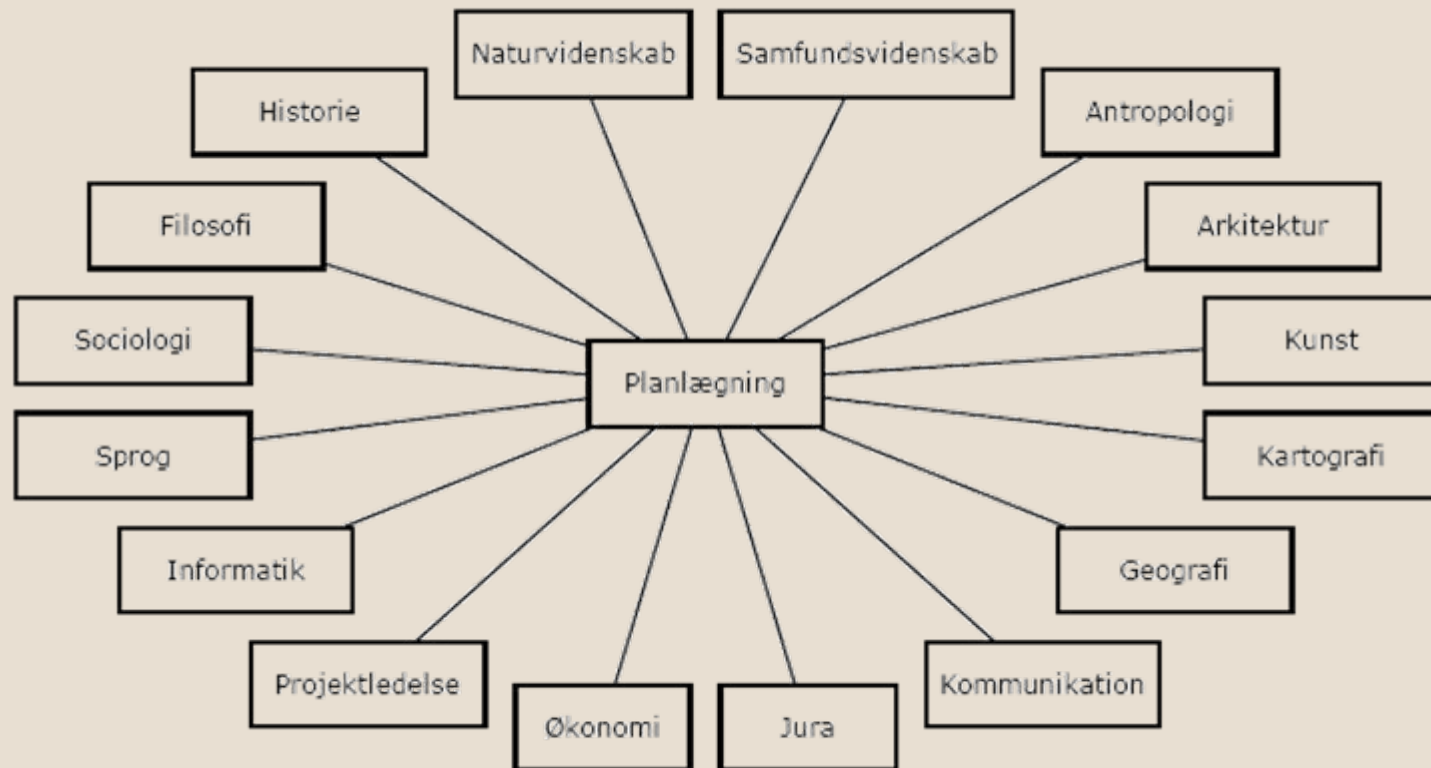 Naturvidenskab
Samfundsvidenskab
Historie
Antropologi
Filosofi
Arkitektur
Sociologi
Kunst
Planlægning
Sprog
Kartografi
Informatik
Geografi
Projektledelse
Kommunikation
Økonomi
Jura